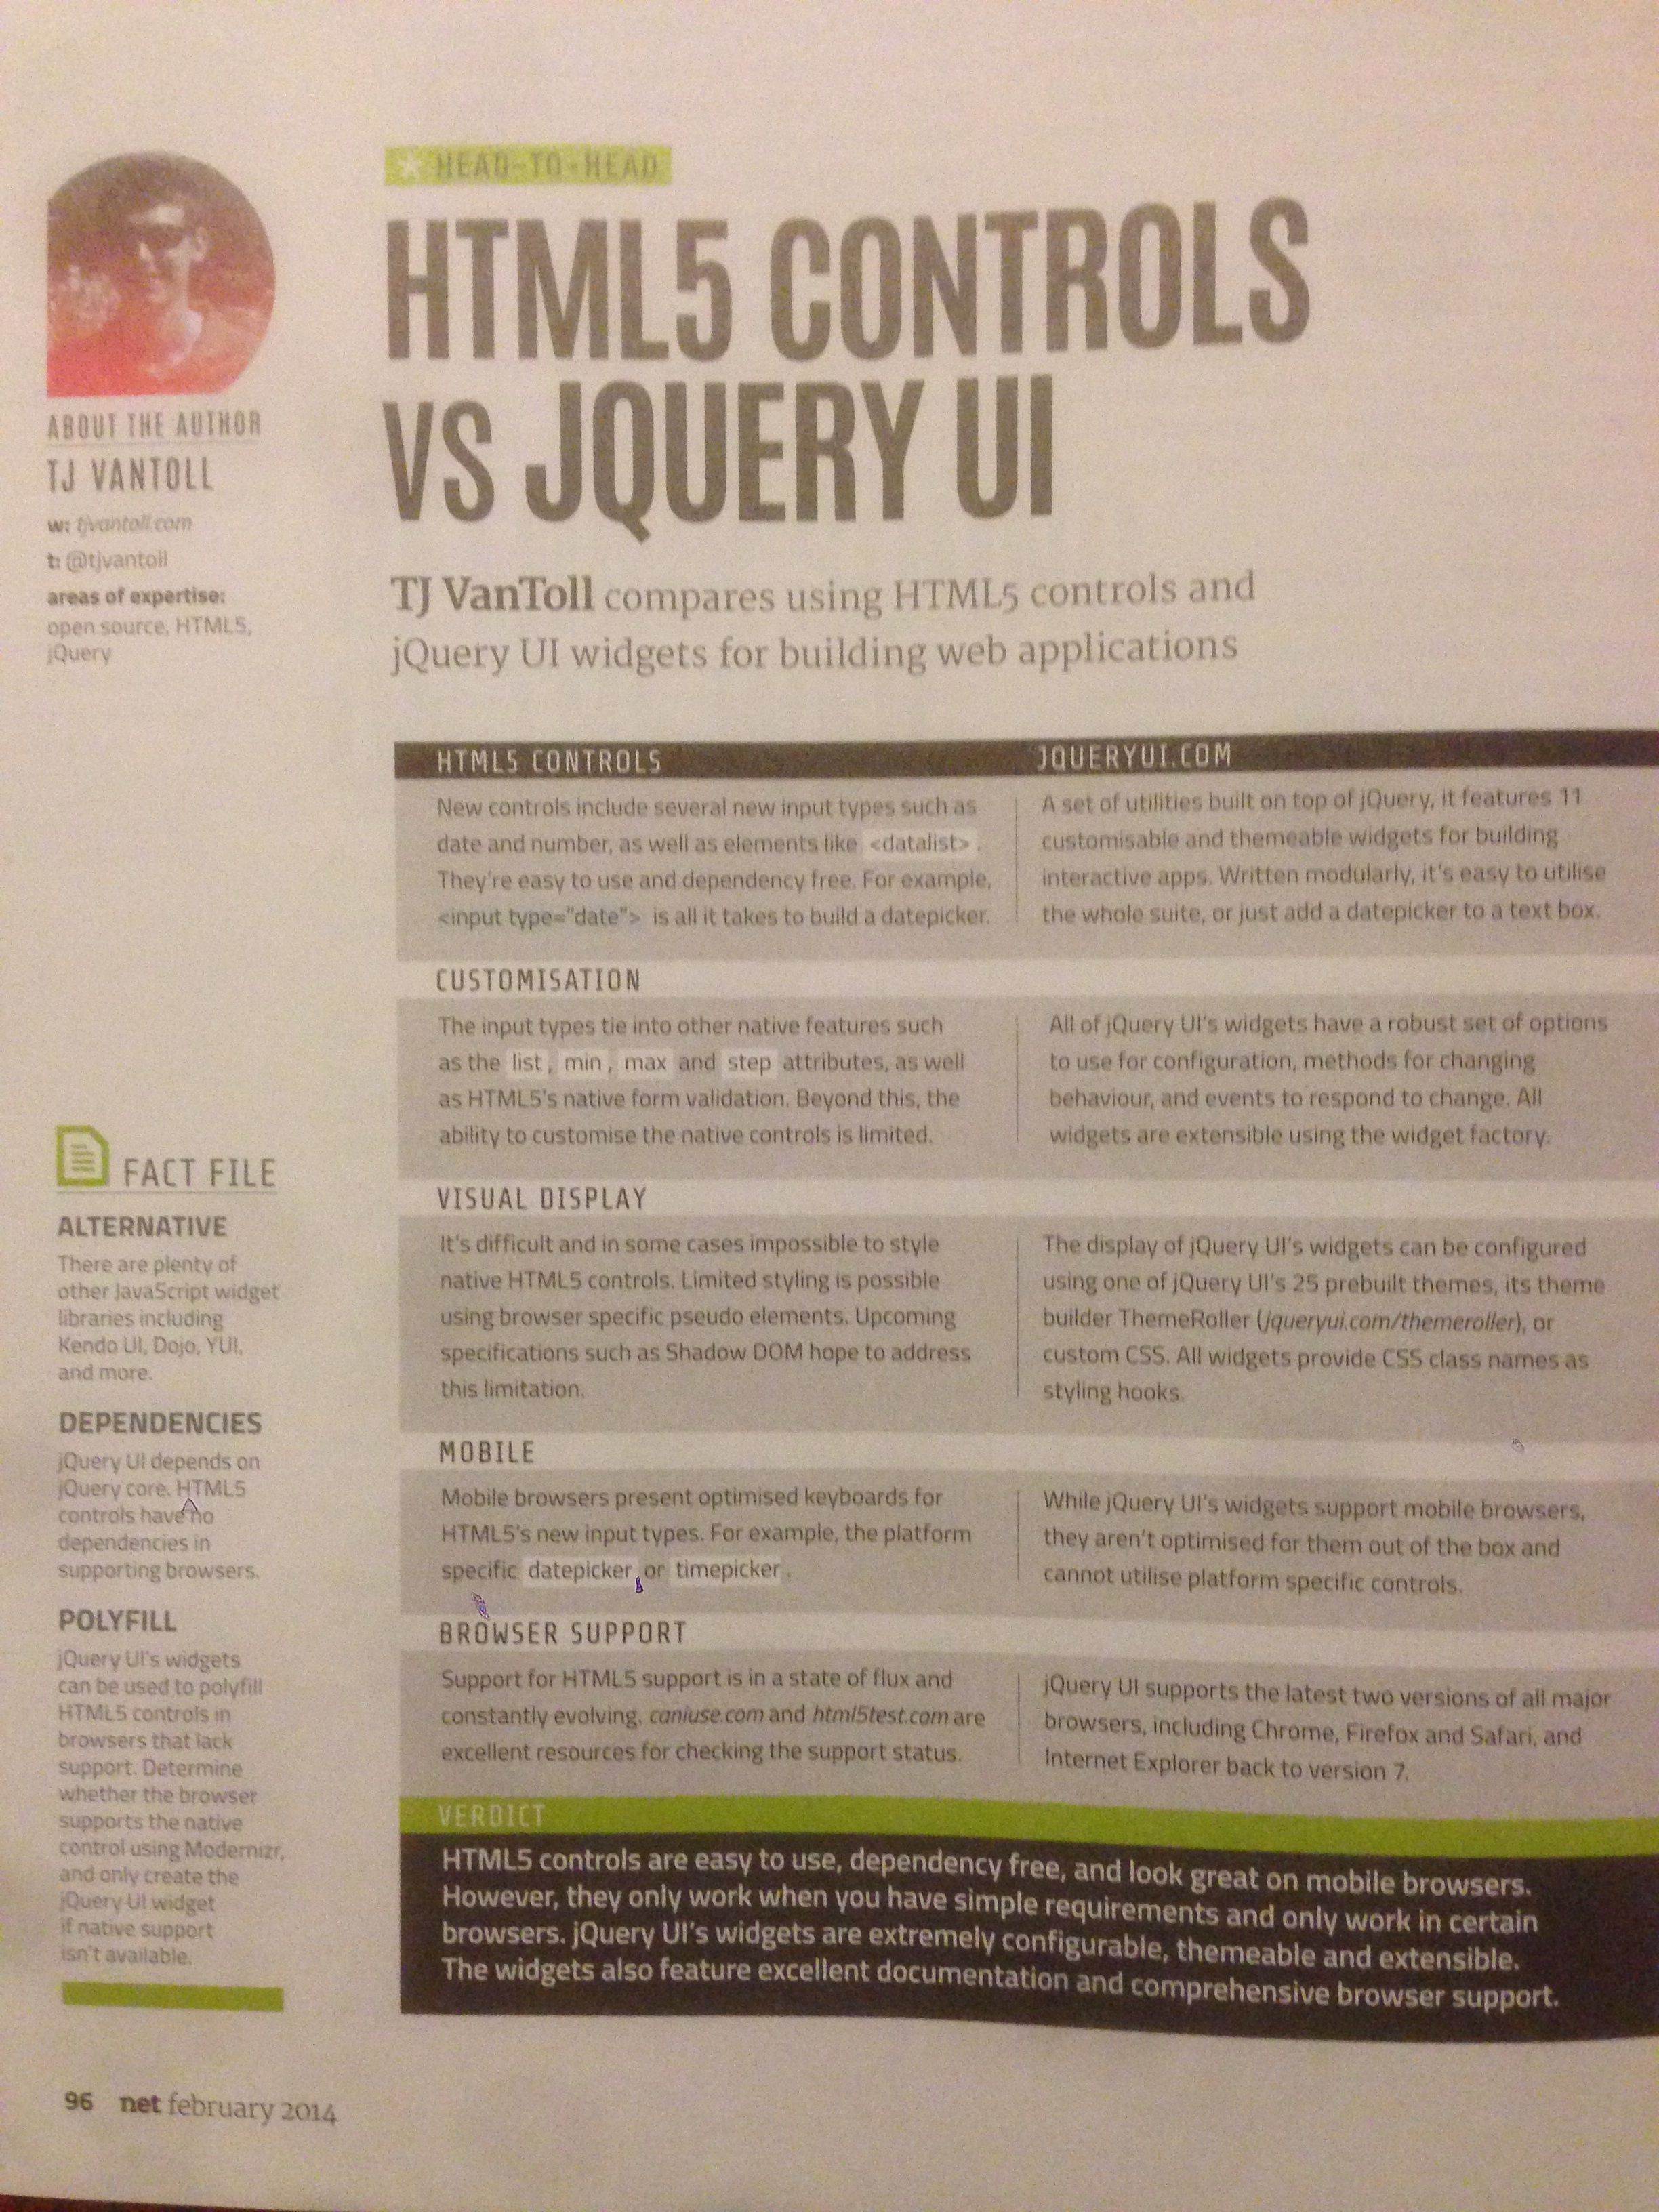 HEAD-TO-HEAD
HTML5 CONTROLS
VS JQUERY UI
TJ VanToll compares using HTML5 controls and
jQuery UI widgets for building web applications
ABOUT THE AUTHOR
TJ VANTOLL
w: tjvantoll.com
t: @tjvantoll
areas of expertise:
open source, HTML5,
jQuery
FACT FILE
ALTERNATIVE
There are plenty of
other JavaScript widget
libraries including
Kendo UI, Dojo, YUI,
and more.
DEPENDENCIES
jQuery UI depends on
jQuery core. HTML5
controls have no
dependencies in
supporting browsers.
POLYFILL
jQuery UI's widgets
can be used to polyfill
HTML5 controls in
browsers that lack
support. Determine
whether the browser
supports the native
control using Modernizr,
and only create the
jQuery UI widget
if native support
isn't available.
HTML5 CONTROLS
New controls include several new input types such as
date and number, as well as elements like <datalist> .
They're easy to use and dependency free. For example,
<input type="date"> is all it takes to build a datepicker.
JQUERYUI.COM
A set of utilities built on top of jQuery, it features 11
customisable and themeable widgets for building
interactive apps. Written modularly, it's easy to utilise
the whole suite, or just add a datepicker to a text box.
CUSTOMISATION
The input types tie into other native features such
as the list , min , max and step attributes, as well
as HTML5's native form validation. Beyond this, the
ability to customise the native controls is limited.
All of jQuery UI's widgets have a robust set of options
to use for configuration, methods for changing
behaviour, and events to respond to change. All
widgets are extensible using the widget factory.
VISUAL DISPLAY
It's difficult and in some cases impossible to style
native HTML5 controls. Limited styling is possible
using browser specific pseudo elements. Upcoming
specifications such as Shadow DOM hope to address
this limitation.
The display of jQuery UI's widgets can be configured
using one of jQuery UI's 25 prebuilt themes, its theme
builder ThemeRoller (jqueryui.com/themeroller), or
custom CSS. All widgets provide CSS class names as
styling hooks.
MOBILE
Mobile browsers present optimised keyboards for
HTML5's new input types. For example, the platform
specific datepicker or timepicker .
While jQuery UI's widgets support mobile browsers,
they aren't optimised for them out of the box and
cannot utilise platform specific controls.
BROWSER SUPPORT
Support for HTML5 support is in a state of flux and
constantly evolving. caniuse.com and html5test.com are
excellent resources for checking the support status.
jQuery UI supports the latest two versions of all major
browsers, including Chrome, Firefox and Safari, and
Internet Explorer back to version 7.
VERDICT
HTML5 controls are easy to use, dependency free, and look great on mobile browsers.
However, they only work when you have simple requirements and only work in certain
browsers. jQuery UI's widgets are extremely configurable, themeable and extensible.
The widgets also feature excellent documentation and comprehensive browser support.
96 net february 2014